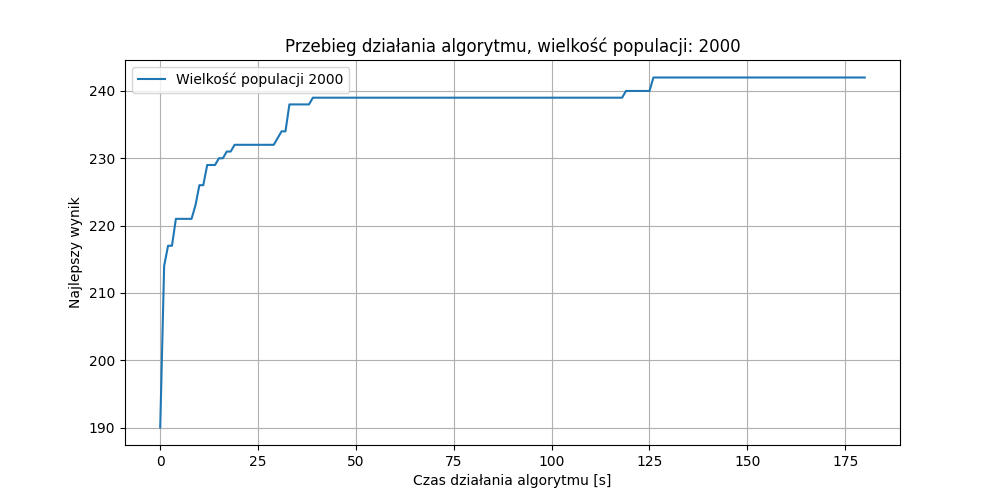 Przebieg działania algorytmu, wielkość populacji: 2000
Wielkość populacji 2000
Najlepszy wynik
240
230
220
210
200
190
0 25 50 75 100 125 150 175
Czas działania algorytmu [s]